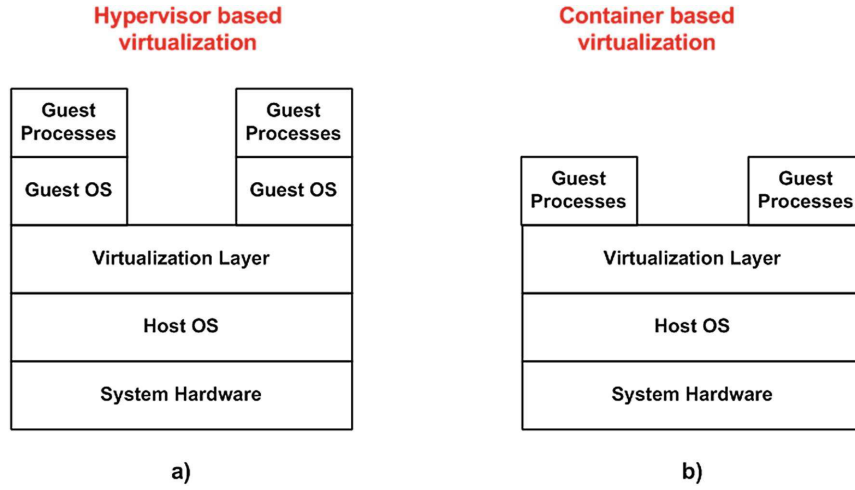 Hypervisor based
virtualization
Guest
Processes
Guest OS
Guest
Processes
Guest OS
Virtualization Layer
Host OS
System Hardware
a)
Container based
virtualization
Guest
Processes
Guest
Processes
Virtualization Layer
Host OS
System Hardware
b)